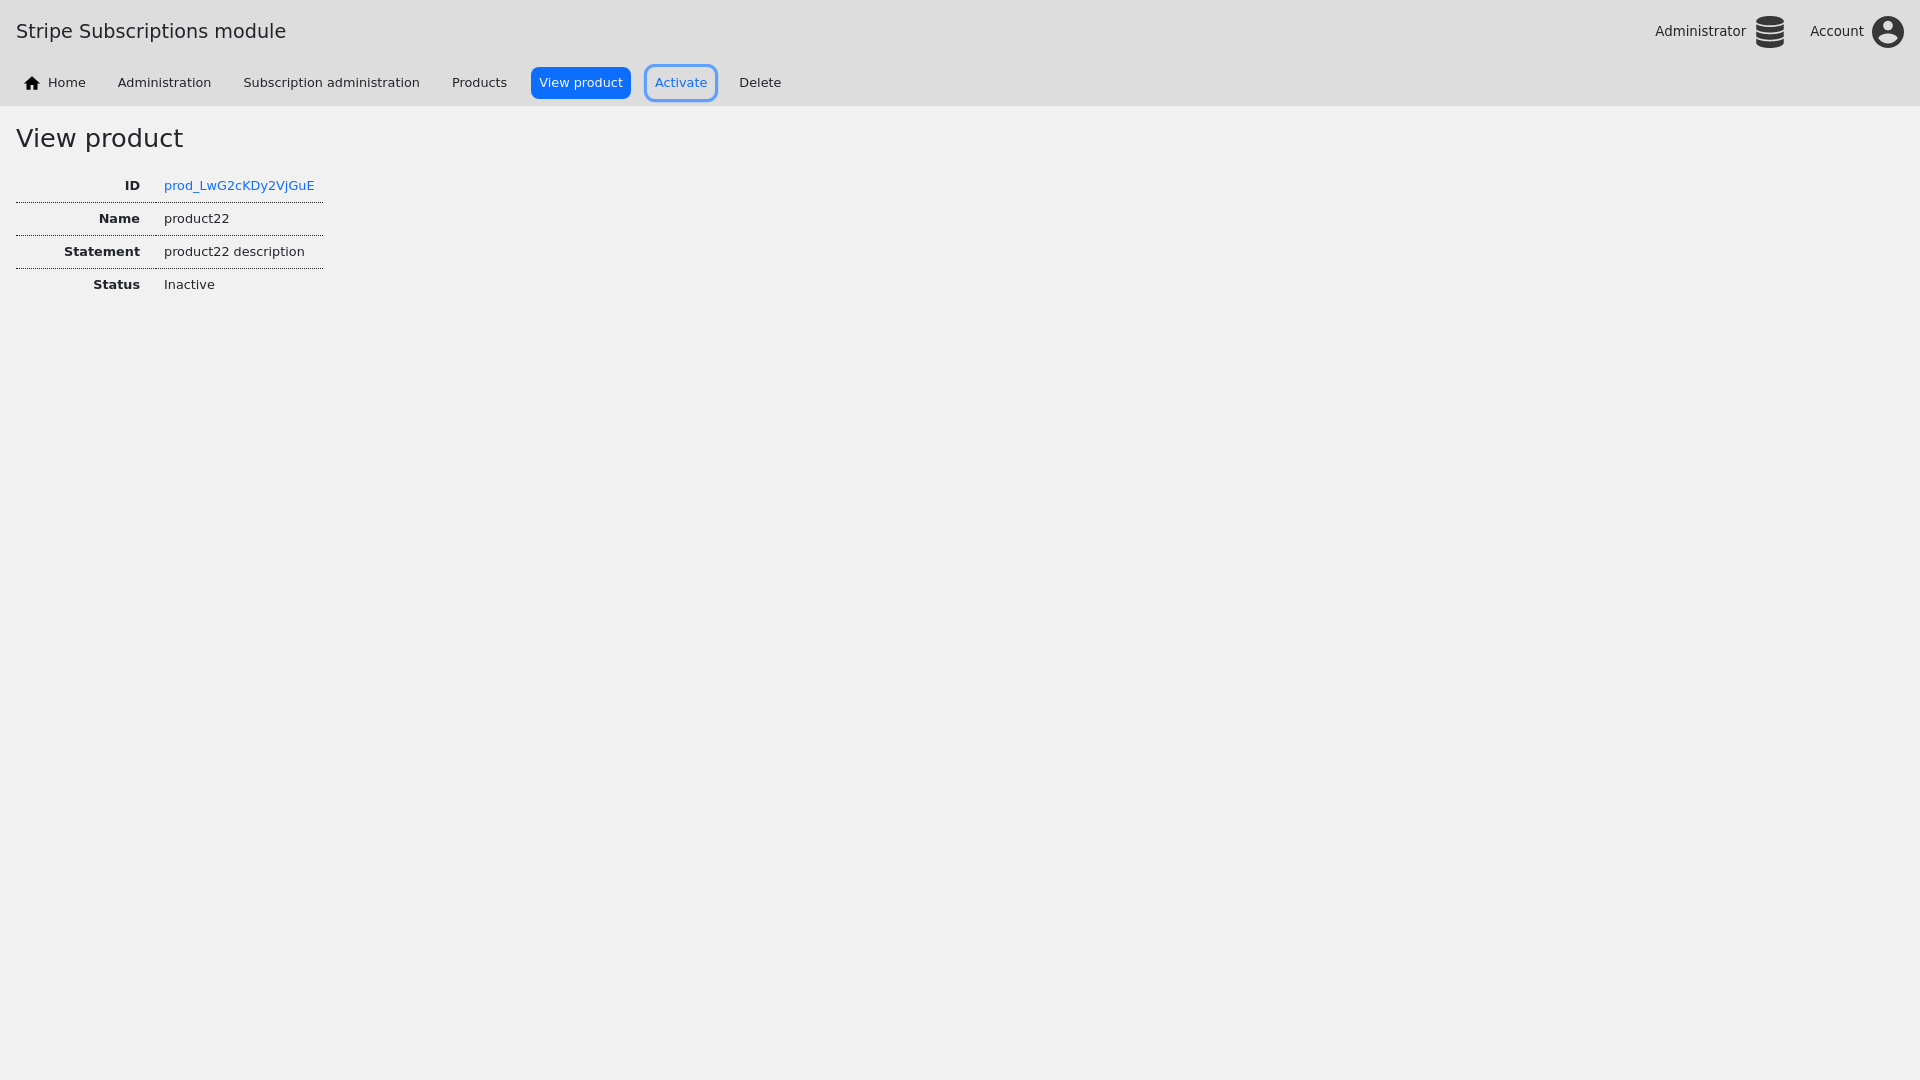 Stripe Subscriptions module
Administrator
Account
Home Administration Subscription administration Products View product Activate Delete
View product
ID prod_LwG2cKDy2VjGuE
Name product22
Statement product22 description
Status Inactive